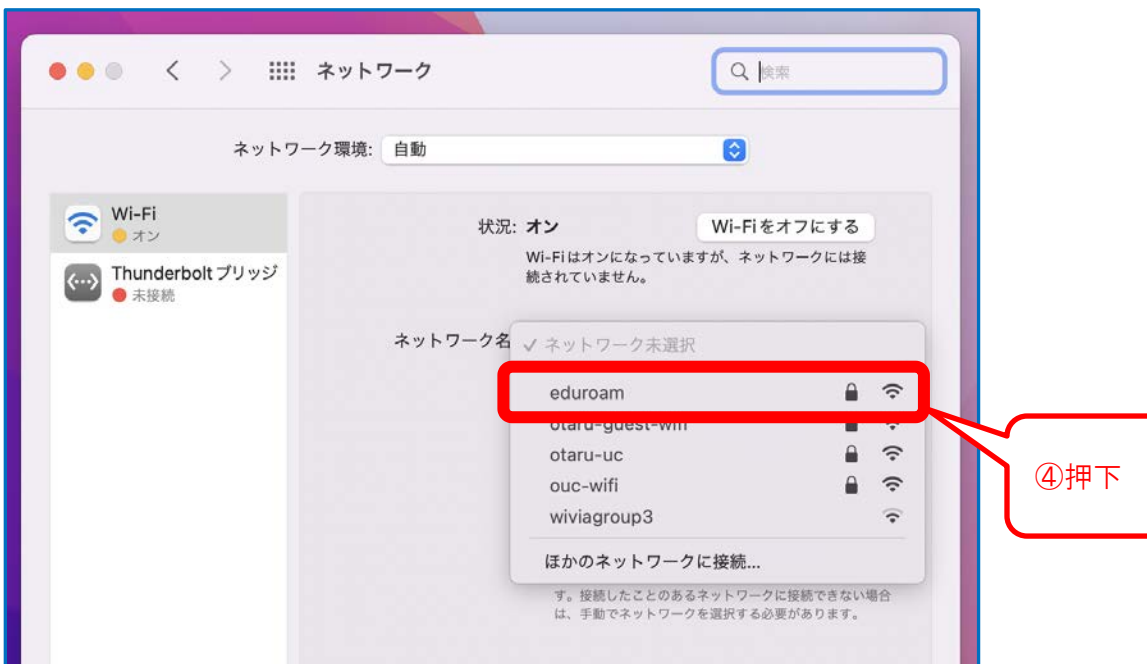 ネットワーク
検索
ネットワーク環境: 自動
Wi-Fi
オン
Thunderbolt ブリッジ
未接続
状況: オン
Wi-Fiをオフにする
Wi-Fiはオンになっていますが、ネットワークには接
続されていません。
ネットワーク名
✓ ネットワーク未選択
eduroam
otaru-guest-wifi
otaru-uc
ouc-wifi
wiviagroup3
ほかのネットワークに接続...
す。接続したことのあるネットワークに接続できない場合
は、手動でネットワークを選択する必要があります。
④押下